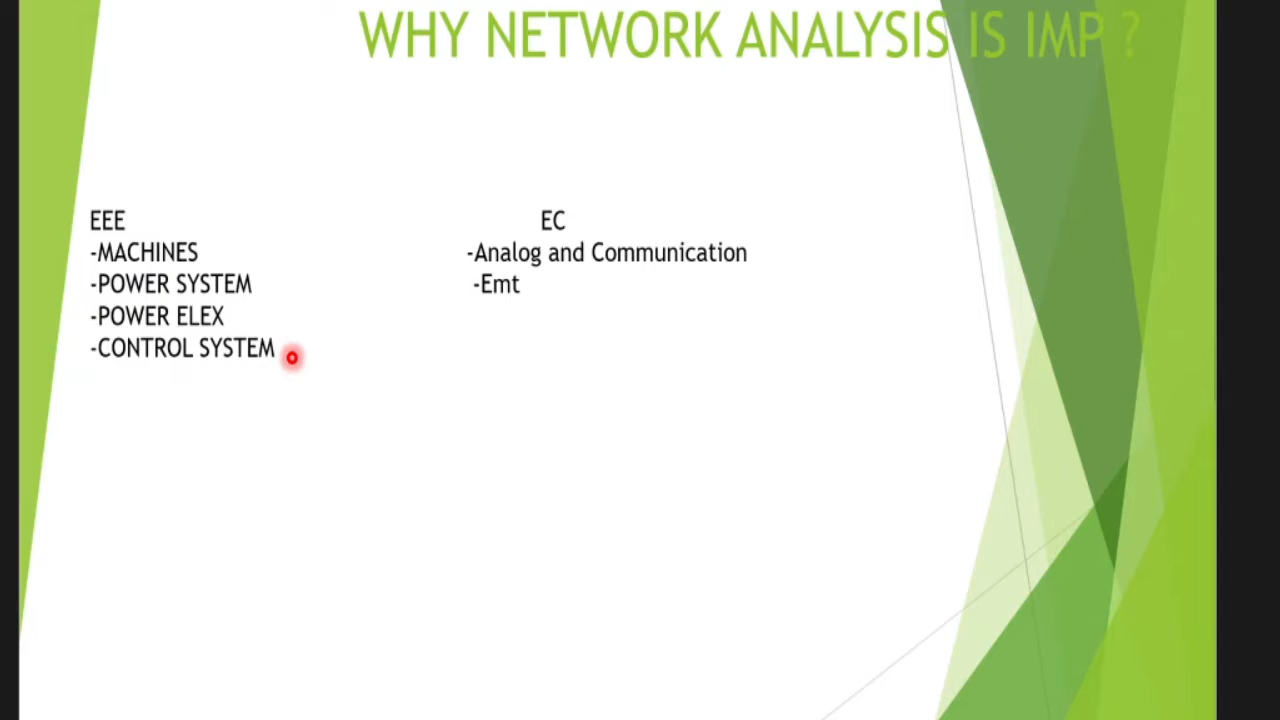 WHY NETWORK ANALYSIS IS IMP ?
EEE
-MACHINES
-POWER SYSTEM
-POWER ELEX
-CONTROL SYSTEM
EC
-Analog and Communication
-Emt